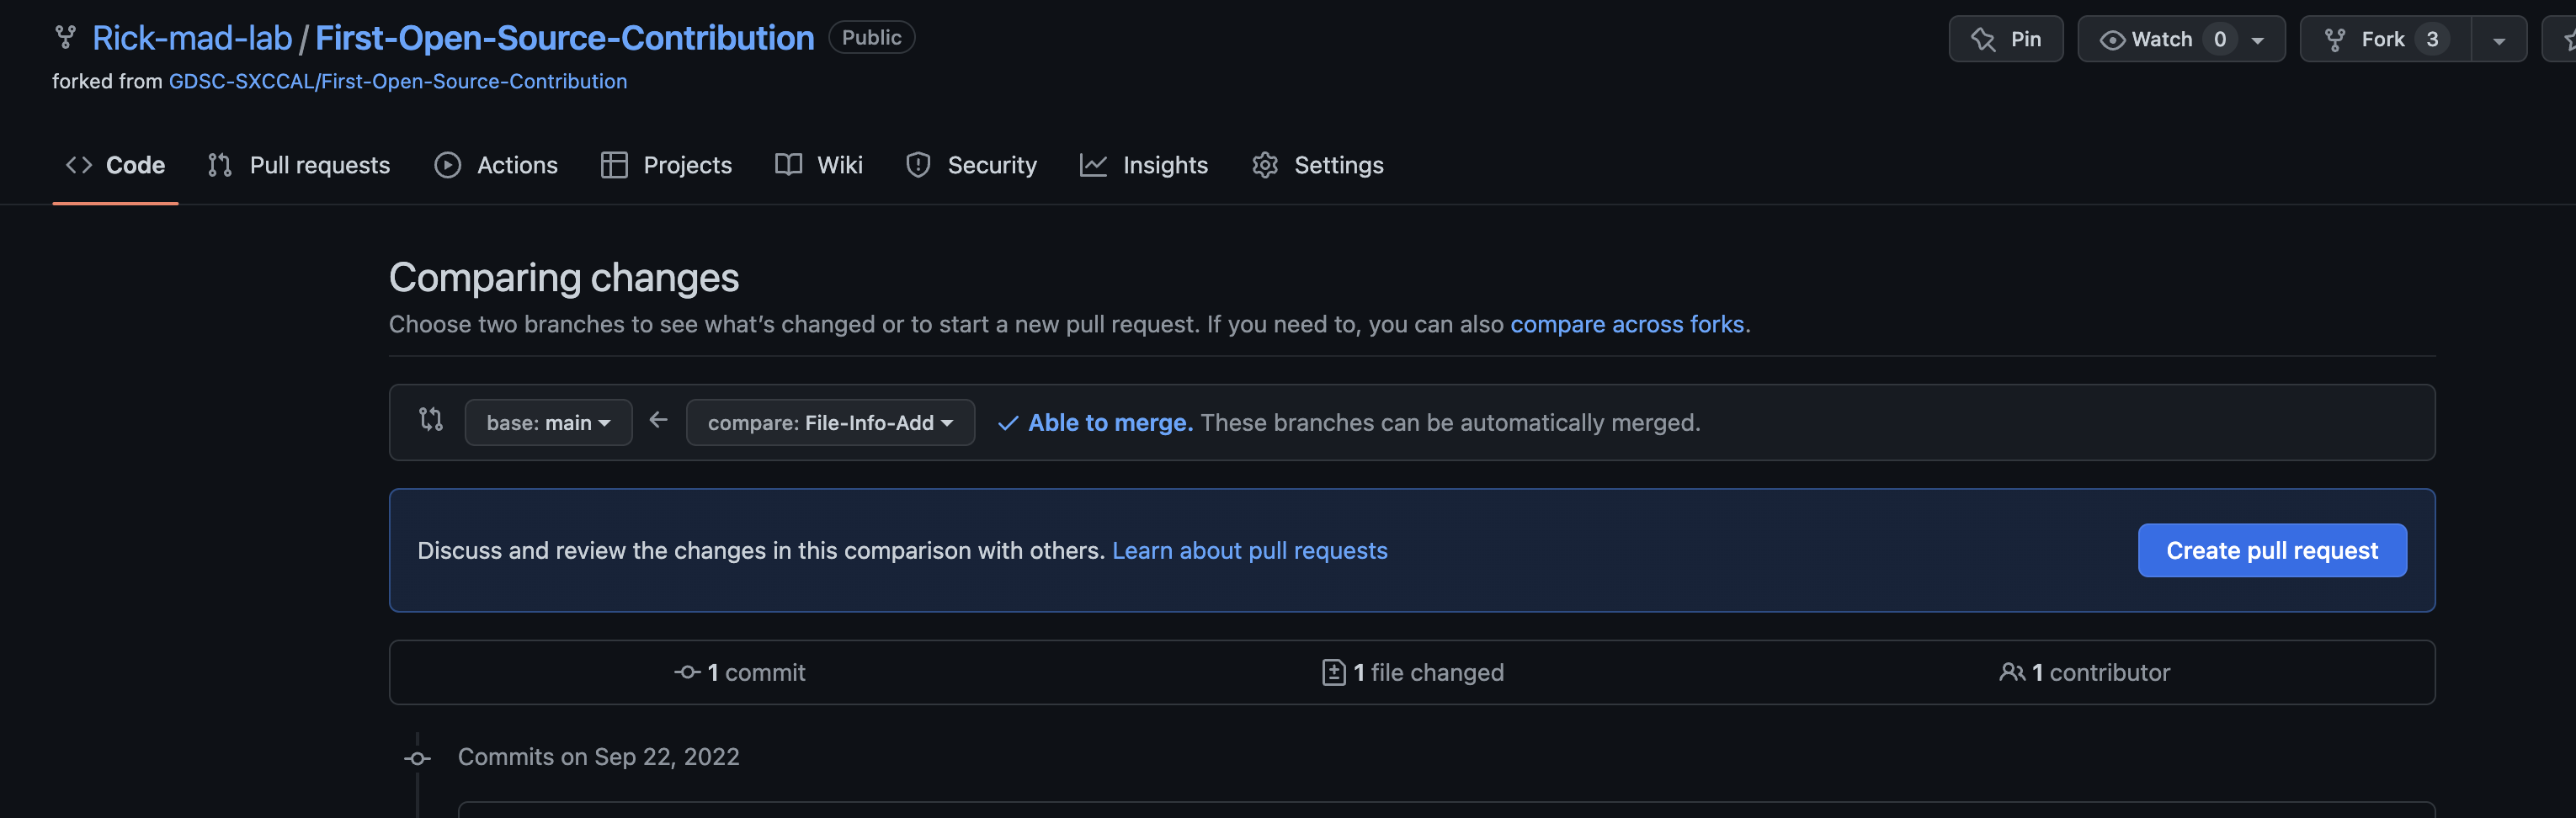 Rick-mad-lab / First-Open-Source-Contribution Public Pin Watch 0 Fork 3
forked from GDSC-SXCCAL/First-Open-Source-Contribution
Code Pull requests Actions Projects Wiki Security Insights Settings
Comparing changes
Choose two branches to see what’s changed or to start a new pull request. If you need to, you can also compare across forks.
base: main compare: File-Info-Add Able to merge. These branches can be automatically merged.
Discuss and review the changes in this comparison with others. Learn about pull requests Create pull request
1 commit 1 file changed 1 contributor
Commits on Sep 22, 2022